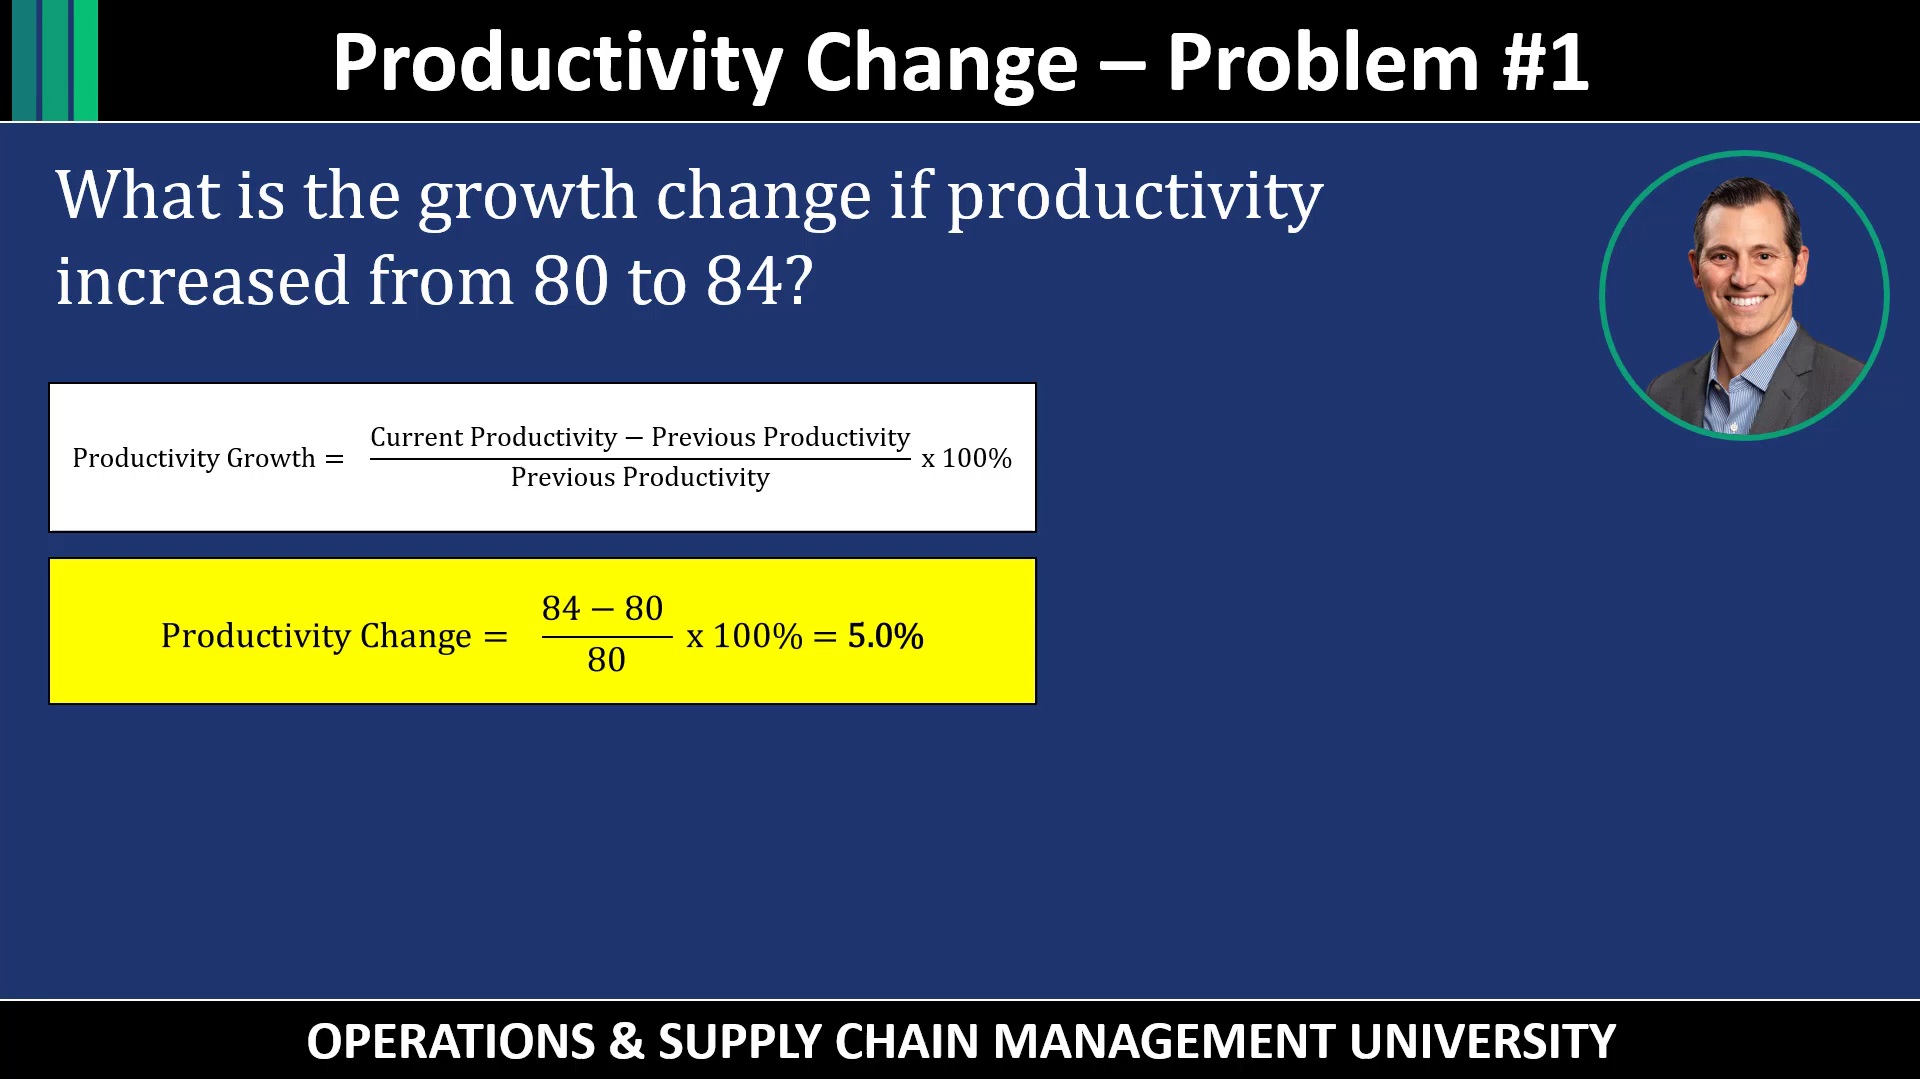 Productivity Change – Problem #1
What is the growth change if productivity
increased from 80 to 84?
Productivity Growth = Current Productivity − Previous Productivity / Previous Productivity x 100%
Productivity Change = 84 − 80 / 80 x 100% = 5.0%
OPERATIONS & SUPPLY CHAIN MANAGEMENT UNIVERSITY